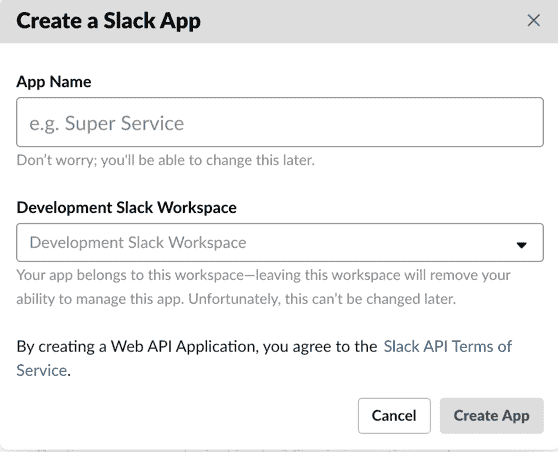 Create a Slack App
App Name
e.g. Super Service
Don't worry; you'll be able to change this later.
Development Slack Workspace
Development Slack Workspace
Your app belongs to this workspace—leaving this workspace will remove your
ability to manage this app. Unfortunately, this can't be changed later.
By creating a Web API Application, you agree to the Slack API Terms of
Service.
Cancel
Create App